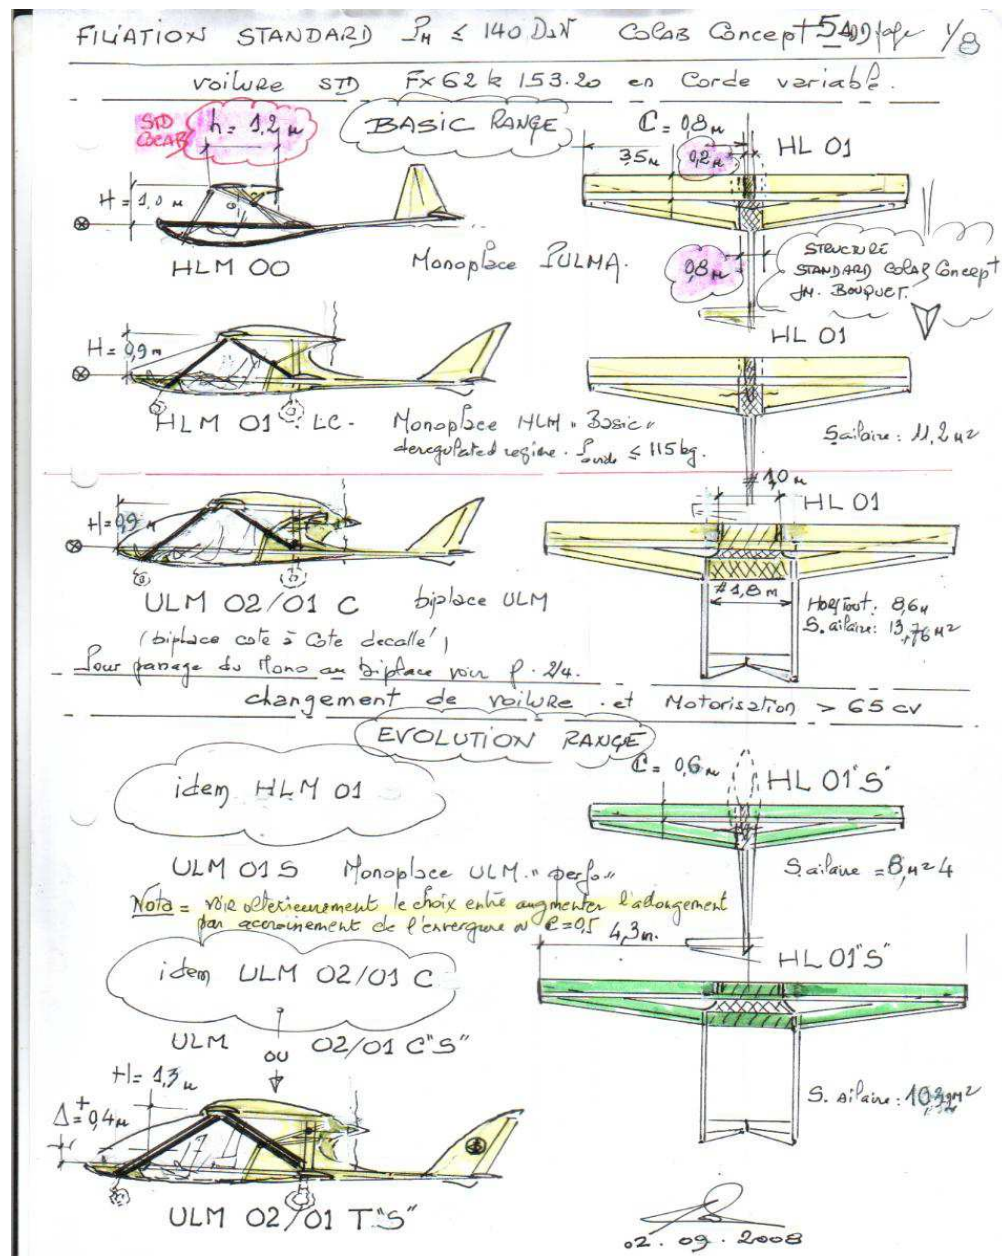 FILIATION STANDARD PM ≤ 140 DaN COLAB Concept page 1/8
voilure STD FX 62 k 153.20 en Corde variable.
STD COLAB
h = 1,2 m
BASIC RANGE
C = 0,8 m
3,5 m
0,2 m
HL 01
H = 1,0 m
HLM 00
Monoplace PULMA.
0,8 m
STRUCTURE
STANDARD COLAB Concept
JM. BOUQUET.
HL 01
H = 0,9 m
HLM 01 LC -
Monoplace HLM "Basic"
deregulated regime. Pvide ≤ 115 kg.
S. ailaire : 11,2 m2
1,0 m
HL 01
H = 0,9 m
ULM 02/01 C
biplace ULM
(biplace cote à Cote decallé)
# 1,8 m
Hors Tout : 8,6 m
S. ailaire : 13,76 m2
Pour passage du Mono au biplace voir p. 2/4.
changement de voilure et Motorisation > 65 cv
EVOLUTION RANGE
C = 0,6 m
HL 01 "S"
idem HLM 01
ULM 01 S Monoplace ULM "perfo"
S. ailaire = 8 m2 4
Nota = voir ulterieurement le choix entre augmenter l'allongement
par accroissement de l'envergure C = 0,5
4,3 m.
HL 01 "S"
idem ULM 02/01 C
ULM 02/01 C "S"
ou
H = 1,3 m
Δ = + 0,4 m
S. ailaire :
ULM 02/01 T "S"
02. 09. 2008